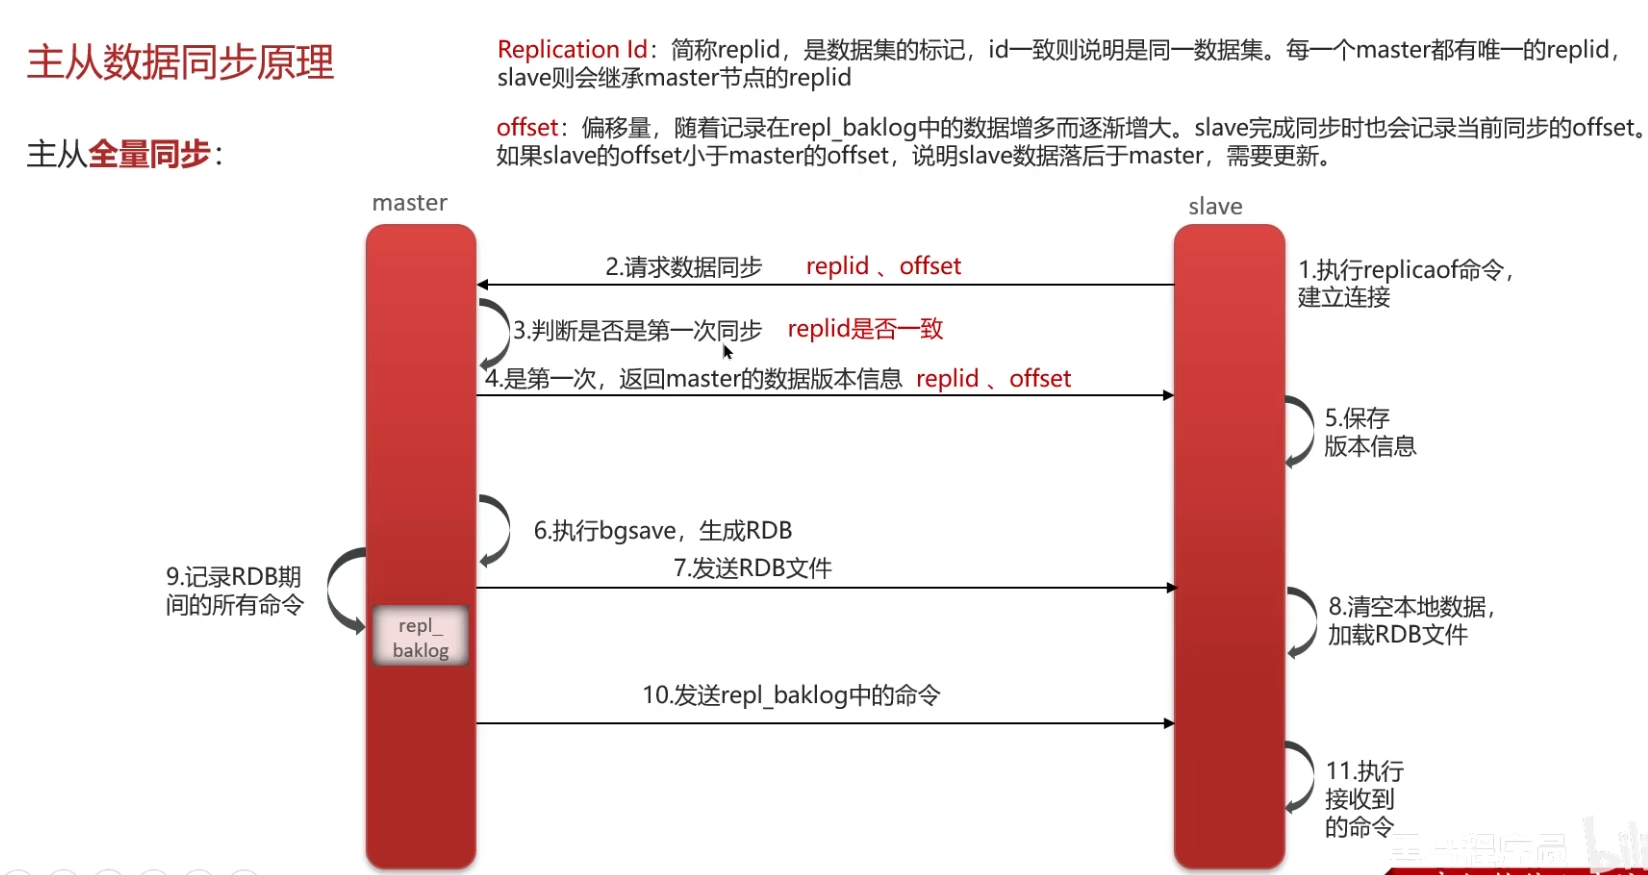 主从数据同步原理
Replication Id：简称replid，是数据集的标记，id一致则说明是同一数据集。每一个master都有唯一的replid，
slave则会继承master节点的replid
offset：偏移量，随着记录在repl_baklog中的数据增多而逐渐增大。slave完成同步时也会记录当前同步的offset。
如果slave的offset小于master的offset，说明slave数据落后于master，需要更新。
主从全量同步：
master
slave
1.执行replicaof命令，
建立连接
2.请求数据同步 replid 、offset
3.判断是否是第一次同步 replid是否一致
4.是第一次，返回master的数据版本信息 replid 、offset
5.保存
版本信息
6.执行bgsave，生成RDB
7.发送RDB文件
8.清空本地数据，
加载RDB文件
9.记录RDB期
间的所有命令
repl_
baklog
10.发送repl_baklog中的命令
11.执行
接收到
的命令